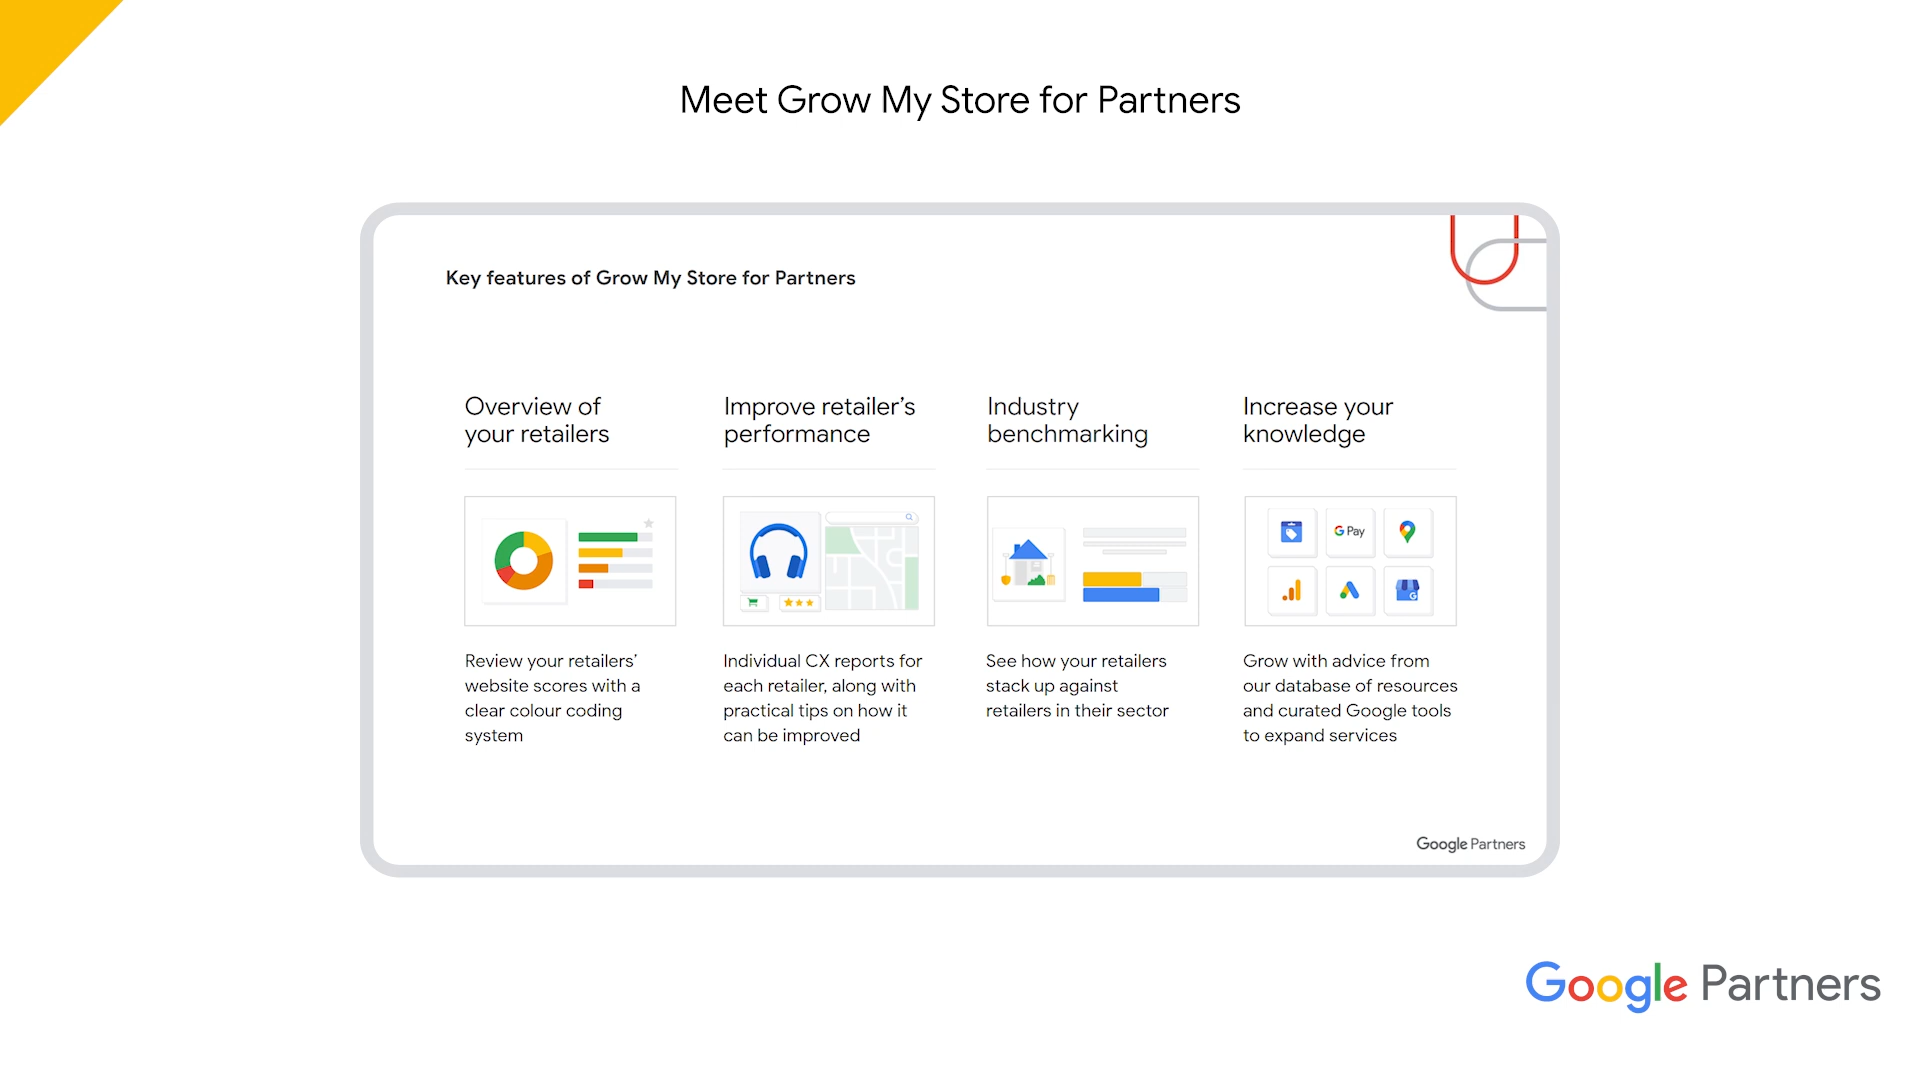 Meet Grow My Store for Partners
Key features of Grow My Store for Partners
Overview of
your retailers
Review your retailers’
website scores with a
clear colour coding
system
Improve retailer’s
performance
Individual CX reports for
each retailer, along with
practical tips on how it
can be improved
Industry
benchmarking
See how your retailers
stack up against
retailers in their sector
Increase your
knowledge
G Pay
Grow with advice from
our database of resources
and curated Google tools
to expand services
Google Partners
Google Partners